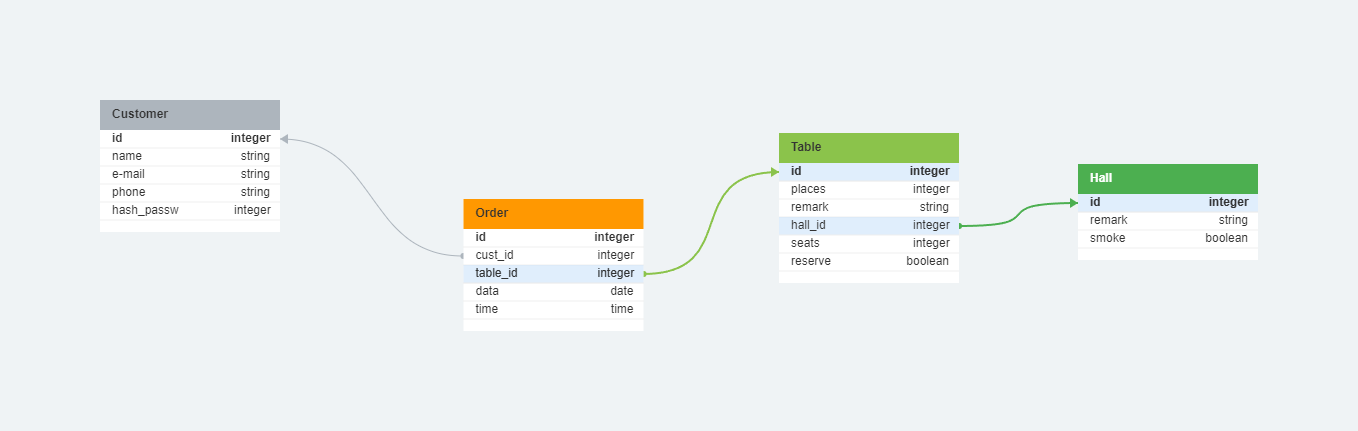 Customer
id integer
name string
e-mail string
phone string
hash_passw integer
Order
id integer
cust_id integer
table_id integer
data date
time time
Table
id integer
places integer
remark string
hall_id integer
seats integer
reserve boolean
Hall
id integer
remark string
smoke boolean